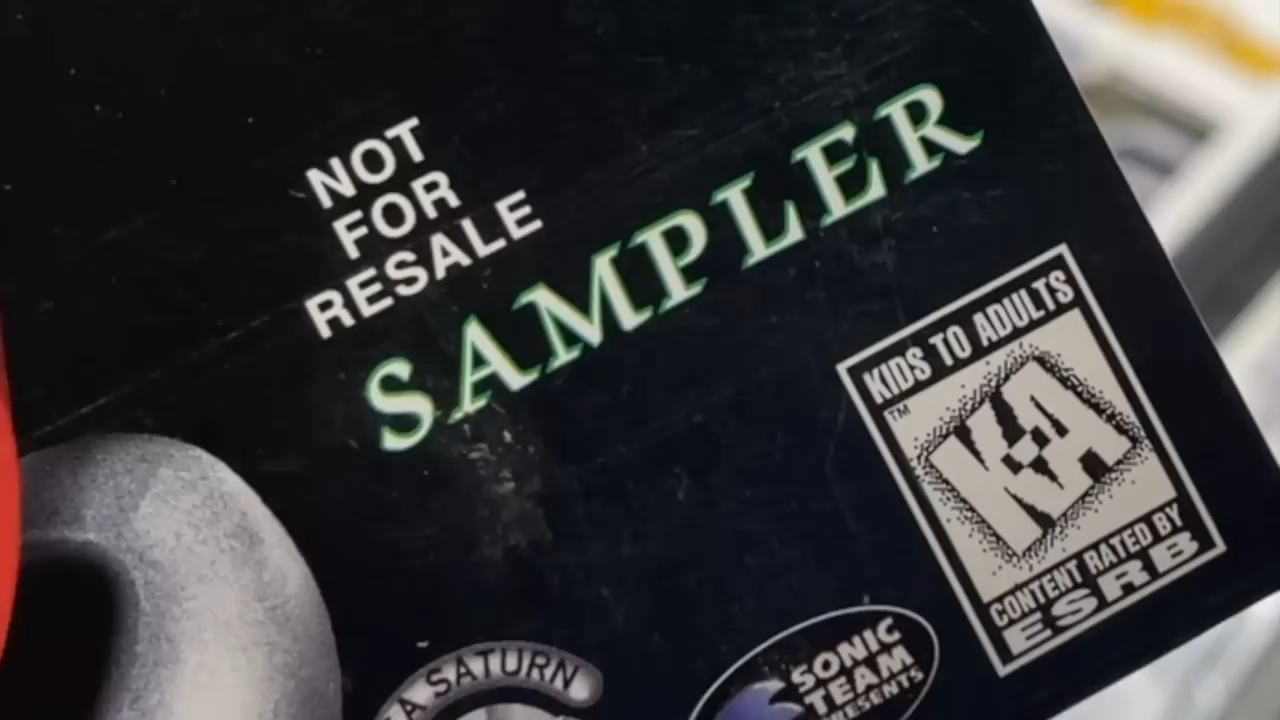 NOT
FOR
RESALE
SAMPLER
KIDS TO ADULTS
TM
KA
CONTENT RATED BY
ESRB
SATURN
SONIC
TEAM
PRESENTS